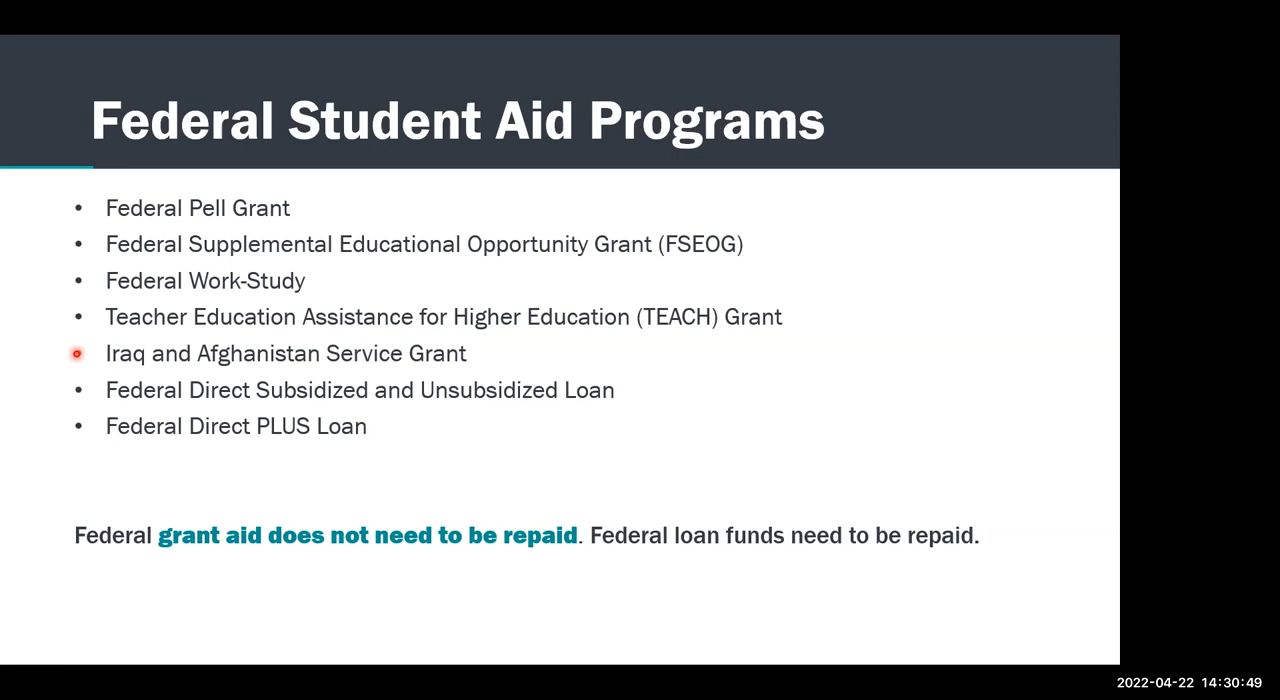 Federal Student Aid Programs
• Federal Pell Grant
• Federal Supplemental Educational Opportunity Grant (FSEOG)
• Federal Work-Study
• Teacher Education Assistance for Higher Education (TEACH) Grant
Iraq and Afghanistan Service Grant
• Federal Direct Subsidized and Unsubsidized Loan
• Federal Direct PLUS Loan
Federal grant aid does not need to be repaid. Federal loan funds need to be repaid.
2022-04-22 14:30:49